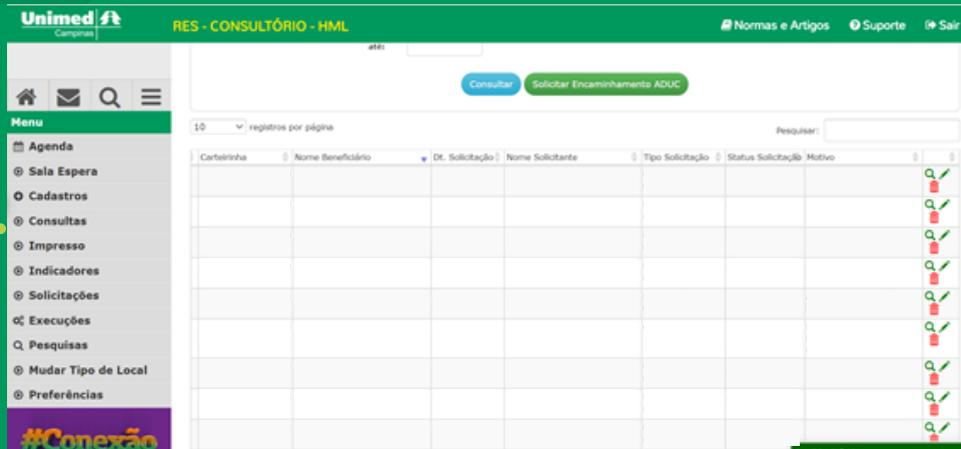 Unimed
Campinas
RES - CONSULTÓRIO - HML
Normas e Artigos
Suporte
Sair
até:
Consultar
Solicitar Encaminhamento ADUC
Menu
10 registros por página
Pesquisar:
Carteirinha Nome Beneficiário Dt. Solicitação Nome Solicitante Tipo Solicitação Status Solicitação Motivo
Agenda
Sala Espera
Cadastros
Consultas
Impresso
Indicadores
Solicitações
Execuções
Pesquisas
Mudar Tipo de Local
Preferências
#Conexão